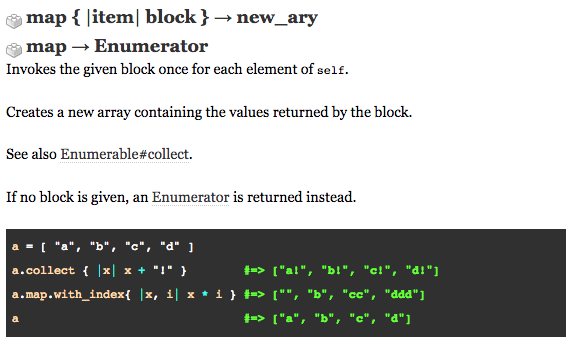 map { |item| block } → new_ary
map → Enumerator
Invokes the given block once for each element of self.
Creates a new array containing the values returned by the block.
See also Enumerable#collect.
If no block is given, an Enumerator is returned instead.
a = [ "a", "b", "c", "d" ]
a.collect { |x| x + "!" } #=> ["a!", "b!", "c!", "d!"]
a.map.with_index{ |x, i| x * i } #=> ["", "b", "cc", "ddd"]
a #=> ["a", "b", "c", "d"]